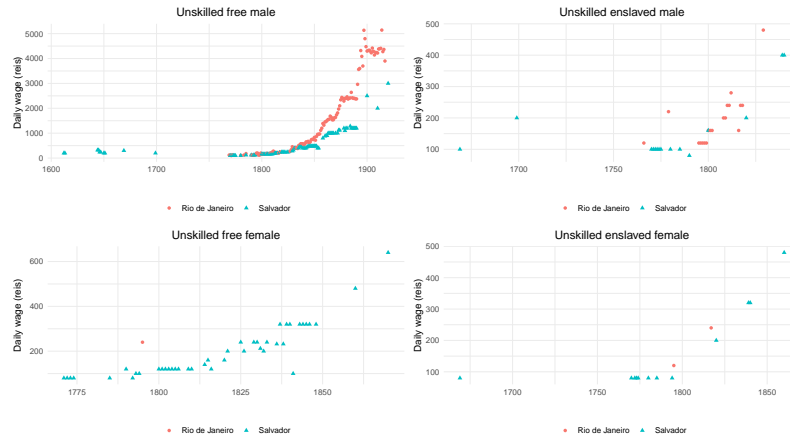 Unskilled free male
Daily wage (reis)
5000
4000
3000
2000
1000
0
1600
1700
1800
1900
Rio de Janeiro
Salvador
Unskilled enslaved male
Daily wage (reis)
500
400
300
200
100
1700
1750
1800
Rio de Janeiro
Salvador
Unskilled free female
Daily wage (reis)
600
400
200
1775
1800
1825
1850
Rio de Janeiro
Salvador
Unskilled enslaved female
Daily wage (reis)
500
400
300
200
100
1700
1750
1800
1850
Rio de Janeiro
Salvador